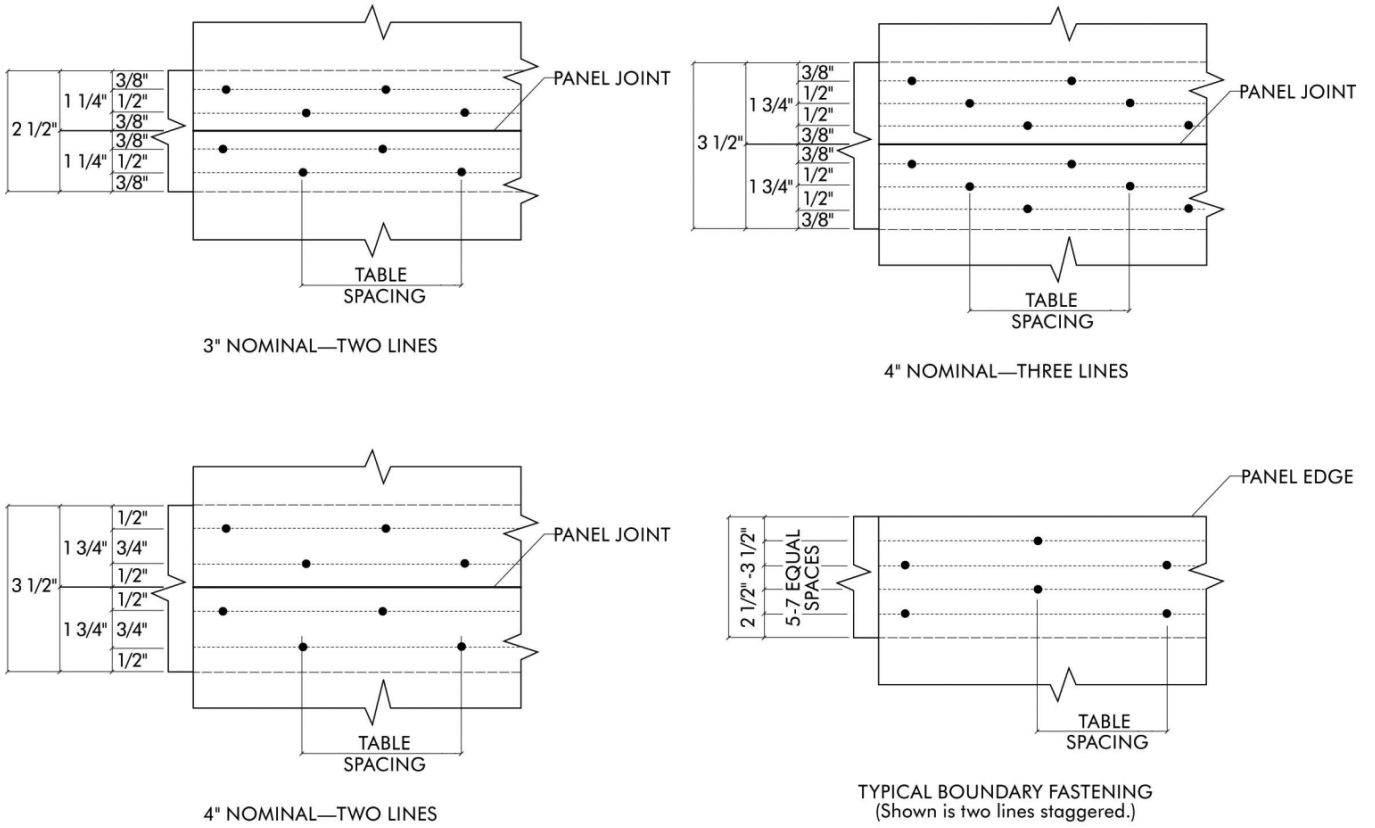 3/8"
1/2"
3/8"
3/8"
1/2"
3/8"
1 1/4"
1 1/4"
2 1/2"
PANEL JOINT
TABLE
SPACING
3" NOMINAL—TWO LINES
3/8"
1/2"
1/2"
3/8"
3/8"
1/2"
1/2"
3/8"
1 3/4"
1 3/4"
3 1/2"
PANEL JOINT
TABLE
SPACING
4" NOMINAL—THREE LINES
1/2"
3/4"
1/2"
1/2"
3/4"
1/2"
1 3/4"
1 3/4"
3 1/2"
PANEL JOINT
TABLE
SPACING
4" NOMINAL—TWO LINES
PANEL EDGE
2 1/2" -3 1/2"
5-7 EQUAL
SPACES
TABLE
SPACING
TYPICAL BOUNDARY FASTENING
(Shown is two lines staggered.)